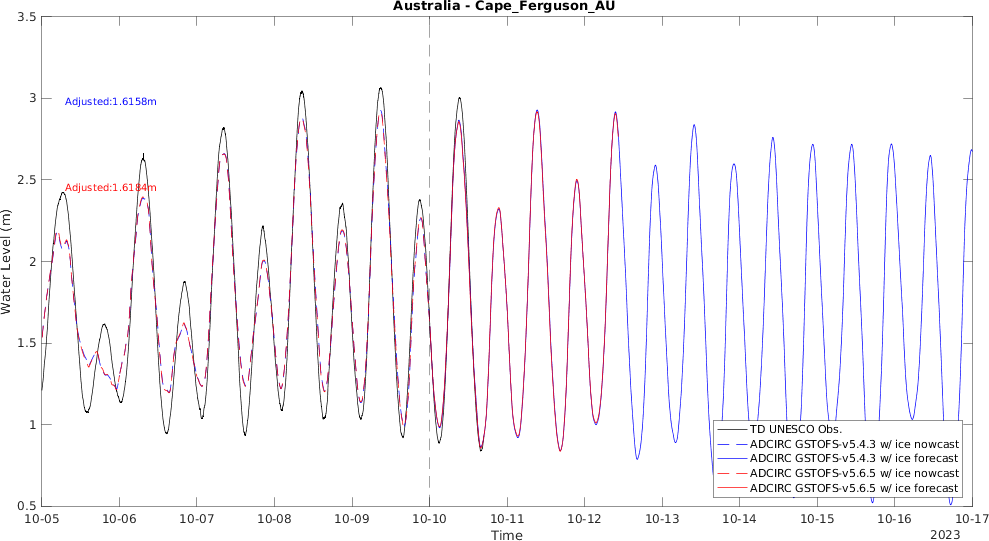 Australia - Cape_Ferguson_AU
3.5
3
2.5
2
1.5
1
0.5
Water Level (m)
Adjusted:1.6158m
Adjusted:1.6184m
TD UNESCO Obs.
ADCIRC GSTOFS-v5.4.3 w/ ice nowcast
ADCIRC GSTOFS-v5.4.3 w/ ice forecast
ADCIRC GSTOFS-v5.6.5 w/ ice nowcast
ADCIRC GSTOFS-v5.6.5 w/ ice forecast
10-05 10-06 10-07 10-08 10-09 10-10 10-11 10-12 10-13 10-14 10-15 10-16 10-17
Time
2023